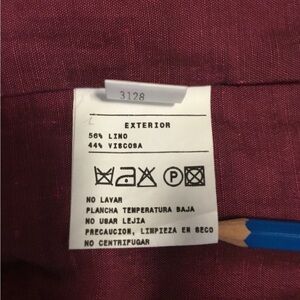 3128
EXTERIOR
56% LINO
44% VISCOSA
P
NO LAVAR
PLANCHA TEMPERATURA BAJA
NO USAR LEJIA
PRECAUCION, LIMPIEZA EN SECO
NO CENTRIFUGAR